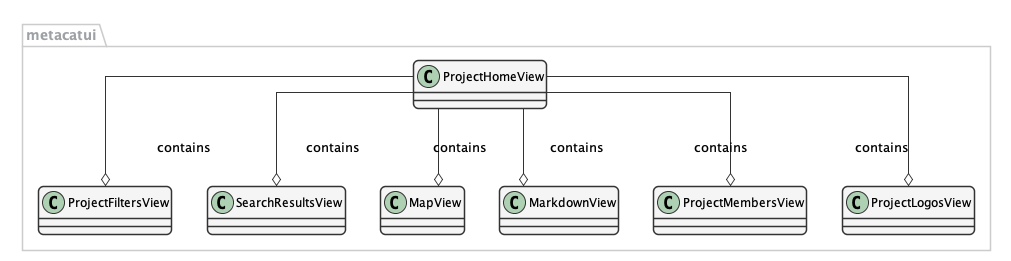 metacatui
C ProjectHomeView
contains contains contains contains contains contains
C ProjectFiltersView C SearchResultsView C MapView C MarkdownView C ProjectMembersView C ProjectLogosView